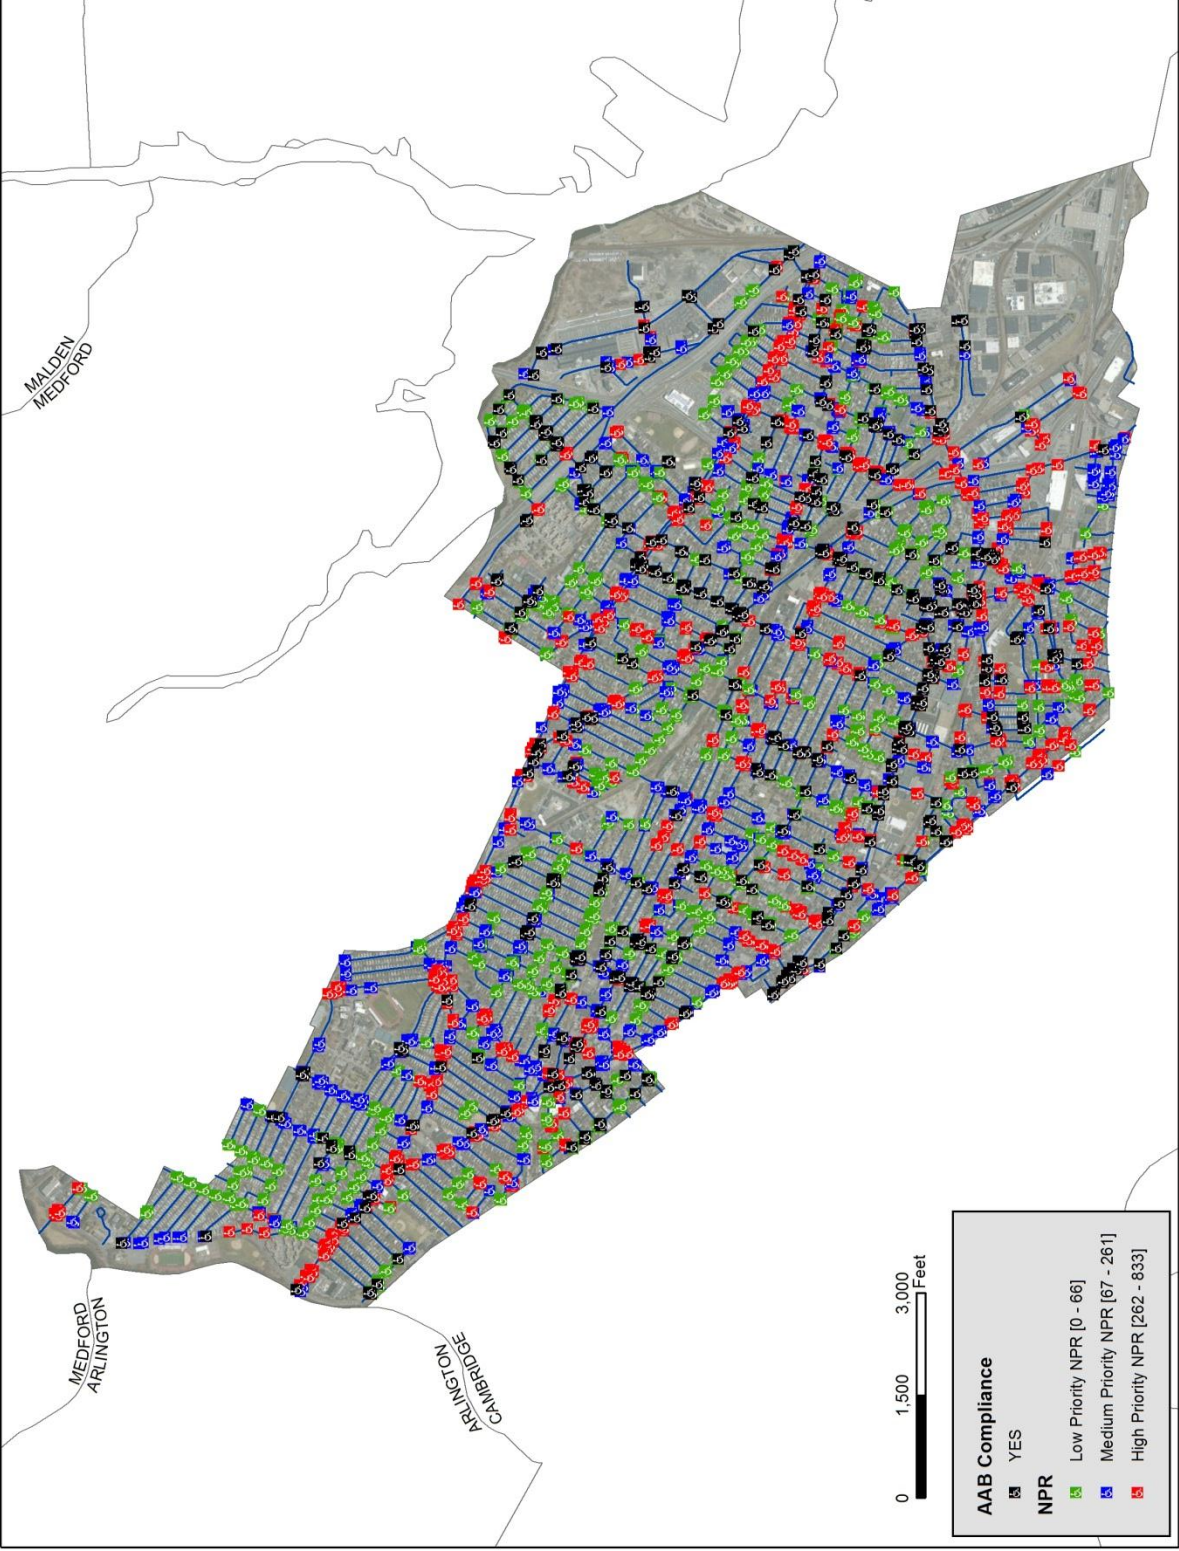 MALDEN
MEDFORD
MEDFORD
ARLINGTON
ARLINGTON
CAMBRIDGE
0 1,500 3,000
Feet
AAB Compliance
YES
NPR
Low Priority NPR [0 - 66]
Medium Priority NPR [67 - 261]
High Priority NPR [262 - 833]